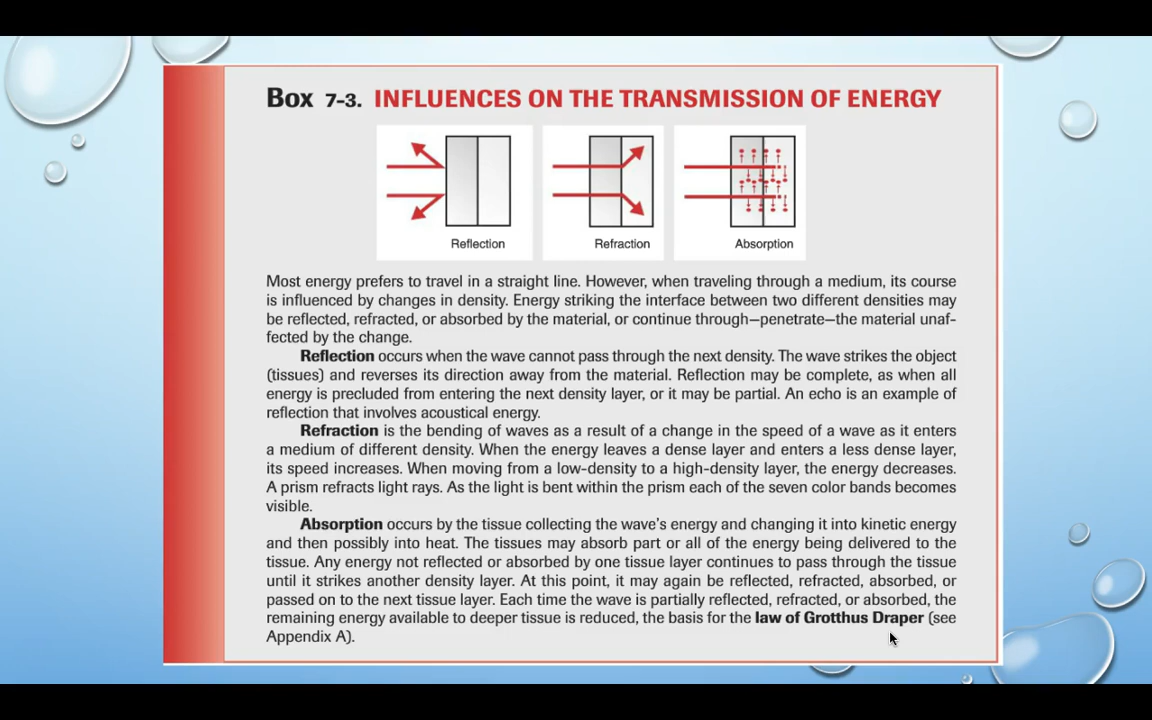 Box 7-3. INFLUENCES ON THE TRANSMISSION OF ENERGY
Reflection
Refraction
Absorption
Most energy prefers to travel in a straight line. However, when traveling through a medium, its course
is influenced by changes in density. Energy striking the interface between two different densities may
be reflected, refracted, or absorbed by the material, or continue through—penetrate—the material unaf-
fected by the change.
Reflection occurs when the wave cannot pass through the next density. The wave strikes the object
(tissues) and reverses its direction away from the material. Reflection may be complete, as when all
energy is precluded from entering the next density layer, or it may be partial. An echo is an example of
reflection that involves acoustical energy.
Refraction is the bending of waves as a result of a change in the speed of a wave as it enters
a medium of different density. When the energy leaves a dense layer and enters a less dense layer,
its speed increases. When moving from a low-density to a high-density layer, the energy decreases.
A prism refracts light rays. As the light is bent within the prism each of the seven color bands becomes
visible.
Absorption occurs by the tissue collecting the wave's energy and changing it into kinetic energy
and then possibly into heat. The tissues may absorb part or all of the energy being delivered to the
tissue. Any energy not reflected or absorbed by one tissue layer continues to pass through the tissue
until it strikes another density layer. At this point, it may again be reflected, refracted, absorbed, or
passed on to the next tissue layer. Each time the wave is partially reflected, refracted, or absorbed, the
remaining energy available to deeper tissue is reduced, the basis for the law of Grotthus Draper (see
Appendix A).